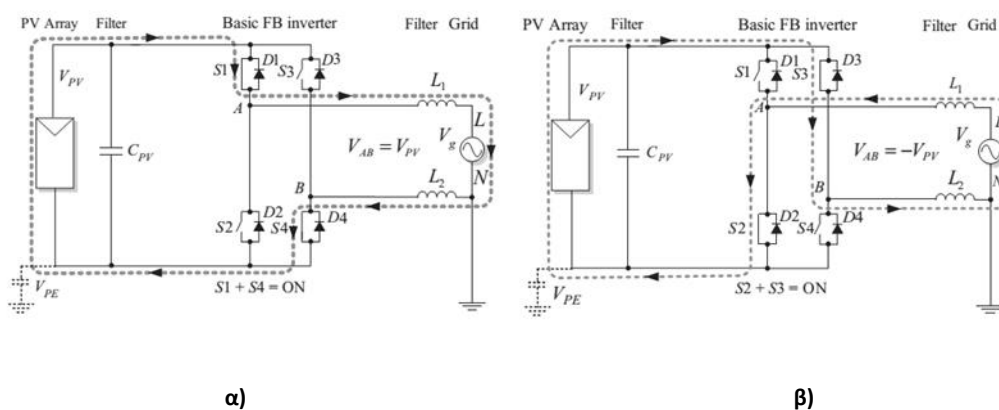 PV Array Filter Basic FB inverter Filter Grid
V_PV
S1 D1 S3 D3
A
L_1
L
V_AB = V_PV
V_g
C_PV
B
L_2
N
S2 D2 S4 D4
V_PE
S1 + S4 = ON
α)
PV Array Filter Basic FB inverter Filter Grid
V_PV
S1 D1 S3 D3
A
L_1
V_AB = −V_PV
V_g
C_PV
B
L_2
N
S2 D2 S4 D4
V_PE
S2 + S3 = ON
β)